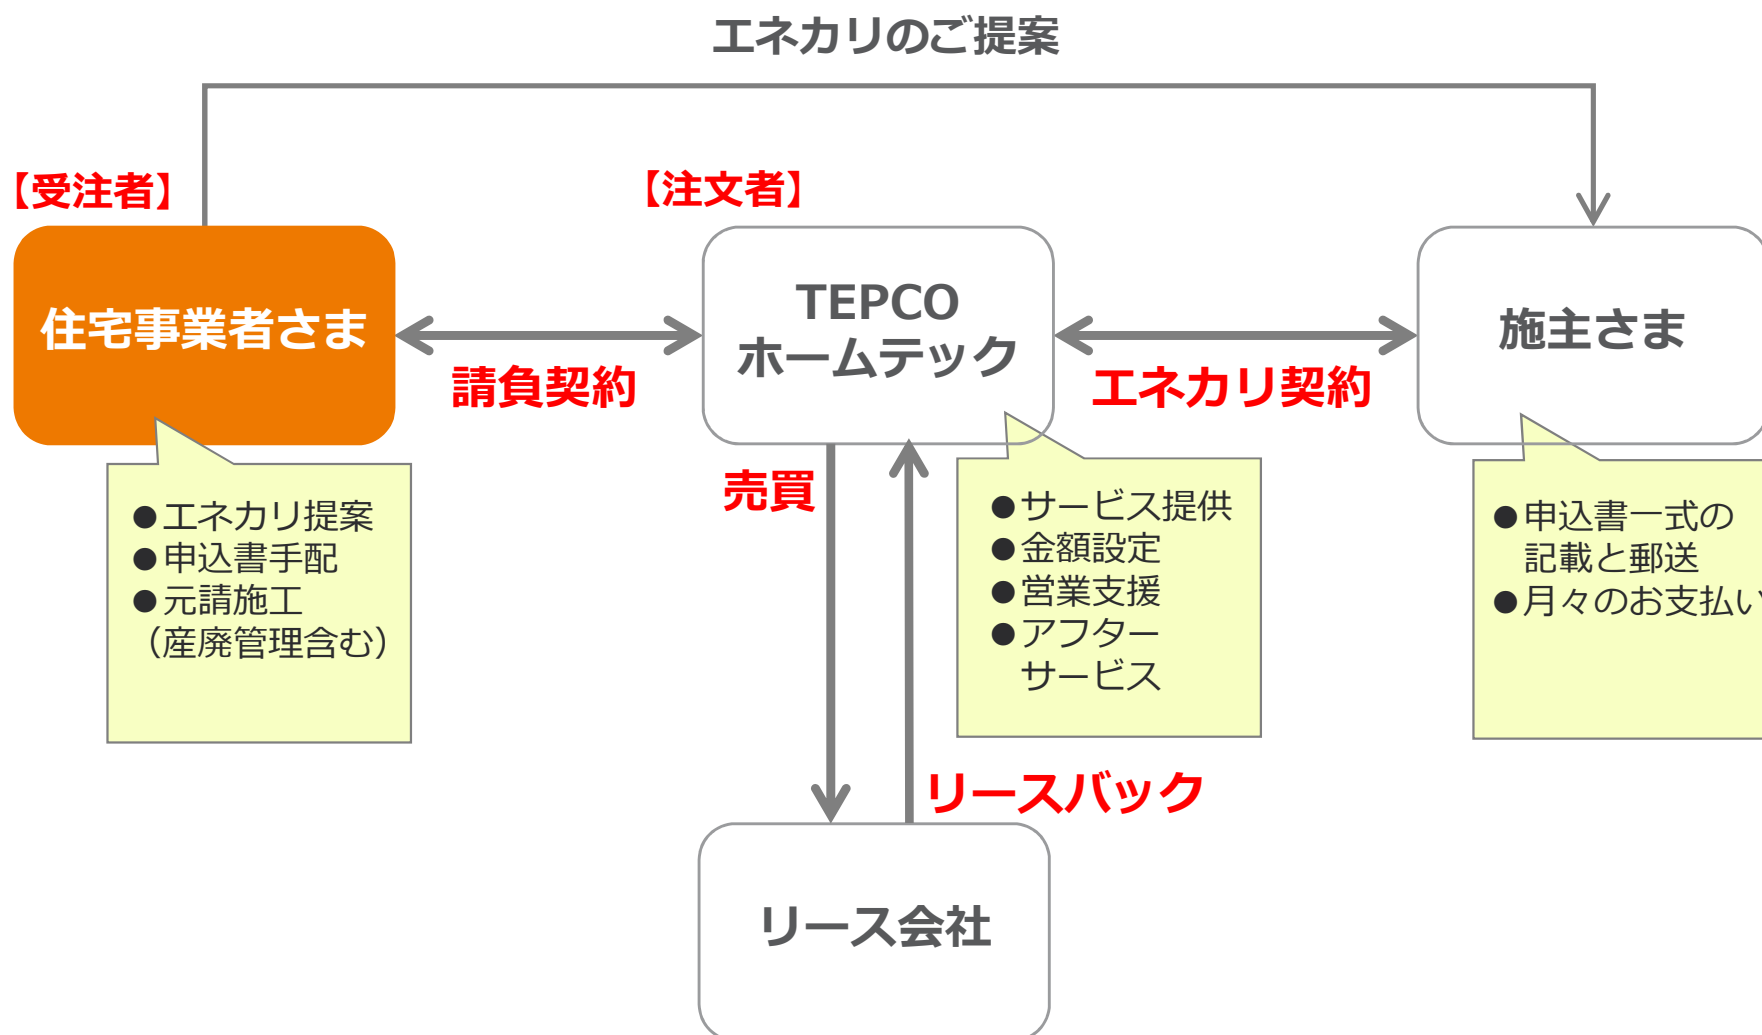 エネカリのご提案
【受注者】
【注文者】
住宅事業者さま
TEPCO
ホームテック
施主さま
請負契約
エネカリ契約
売買
●エネカリ提案
●申込書手配
●元請施工
（産廃管理含む）
●サービス提供
●金額設定
●営業支援
●アフター
サービス
●申込書一式の
記載と郵送
●月々のお支払い
リースバック
リース会社